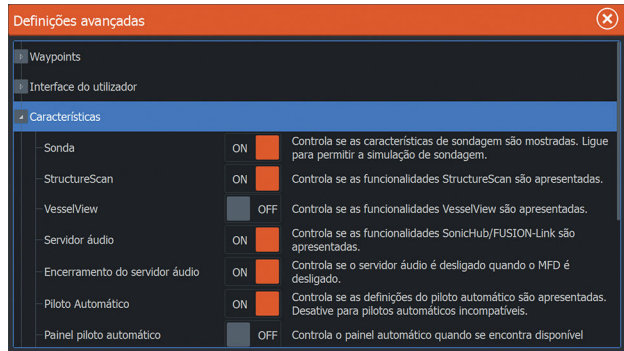 Definições avançadas
Waypoints
Interface do utilizador
Características
Sonda ON Controla se as características de sondagem são mostradas. Ligue
para permitir a simulação de sondagem.
StructureScan ON Controla se as funcionalidades StructureScan são apresentadas.
VesselView OFF Controla se as funcionalidades VesselView são apresentadas.
Servidor áudio ON Controla se as funcionalidades SonicHub/FUSION-Link são
apresentadas.
Encerramento do servidor áudio ON Controla se o servidor áudio é desligado quando o MFD é
desligado.
Piloto Automático ON Controla se as definições do piloto automático são apresentadas.
Desative para pilotos automáticos incompatíveis.
Painel piloto automático OFF Controla o painel automático quando se encontra disponível